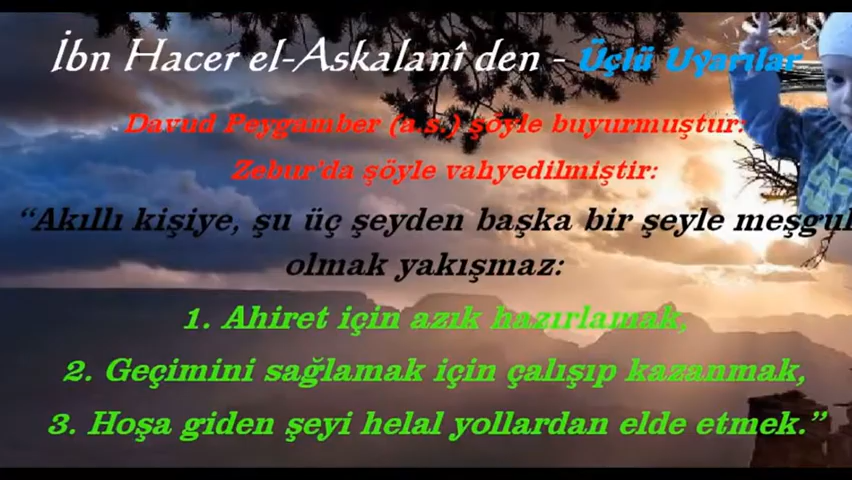 İbn Hacer el-Askalanî den - Üçlü Uyarılar
Davud Peygamber (a.s.) şöyle buyurmuştur:
Zebur'da şöyle vahyedilmiştir:
“Akıllı kişiye, şu üç şeyden başka bir şeyle meşgul
olmak yakışmaz:
1. Ahiret için azık hazırlamak,
2. Geçimini sağlamak için çalışıp kazanmak,
3. Hoşa giden şeyi helal yollardan elde etmek.”